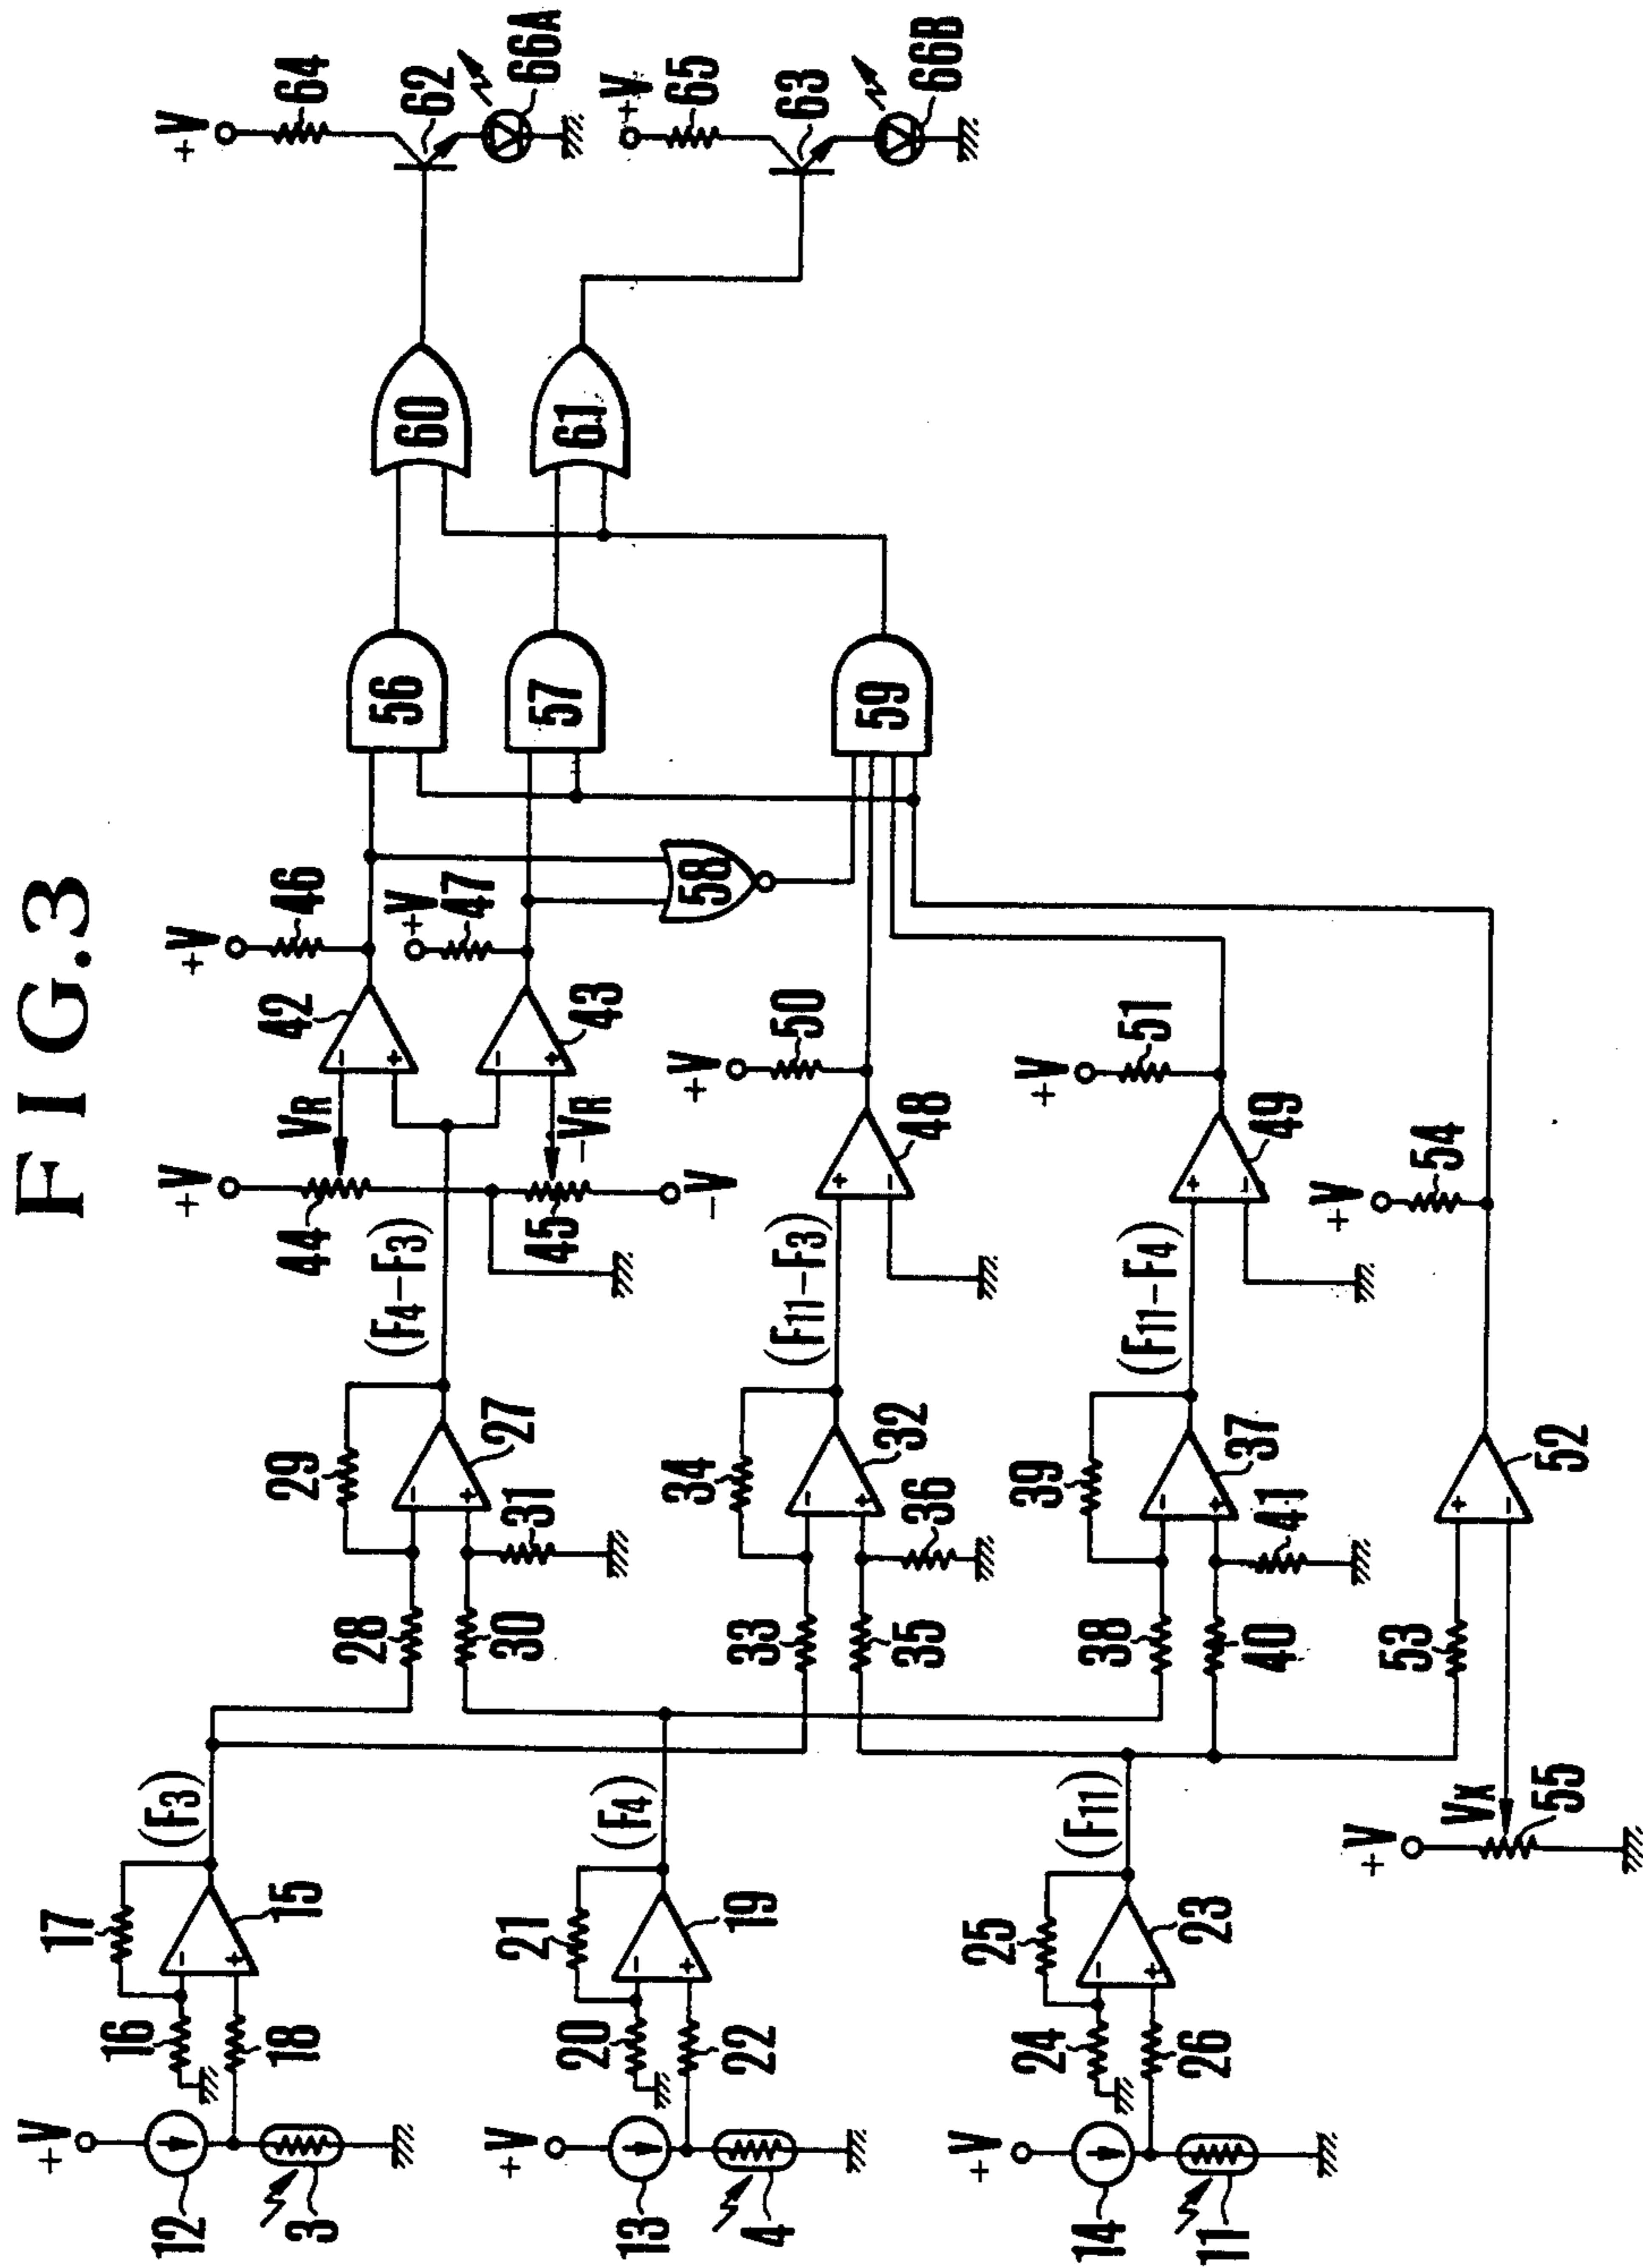 FIG.3
+V
64
62
66A
+V
65
63
66B
60
61
56
57
59
58
+V
46
+V
47
42
43
VR
-VR
+V
44
45
-V
+V
50
48
+V
51
49
+V
54
52
(F4-F3)
(F11-F3)
(F11-F4)
29
27
31
28
30
34
32
36
33
35
39
37
41
38
40
53
VX
+V
55
(F3)
(F4)
(F11)
17
15
16
18
21
19
20
22
25
23
24
26
+V
12
3
+V
13
4
+V
14
11